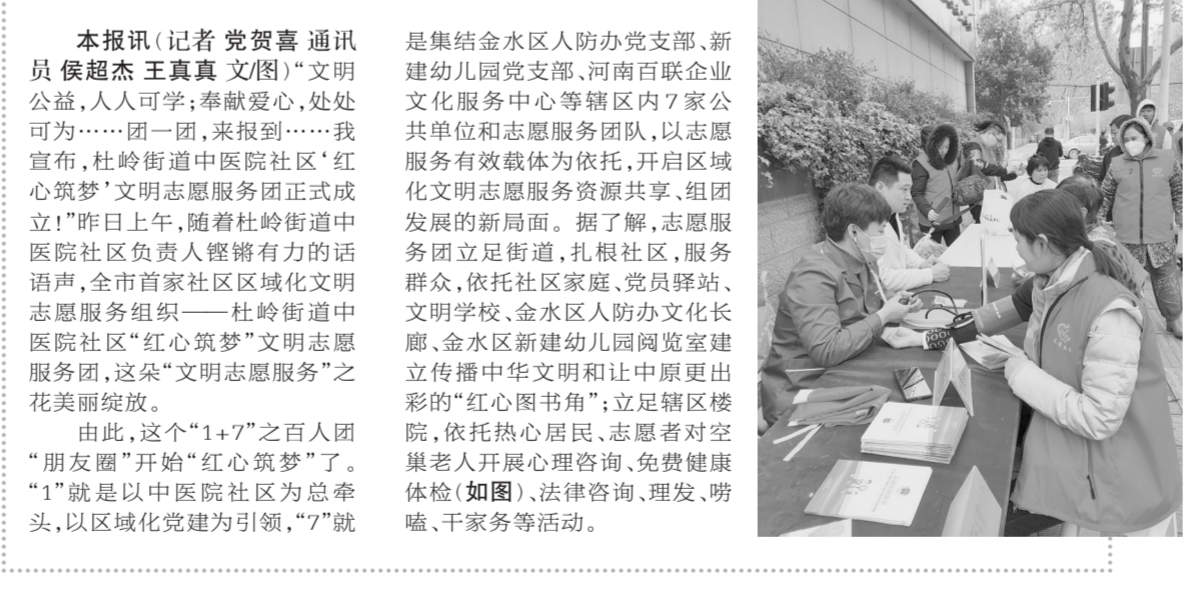 本报讯(记者 党贺喜 通讯
员 侯超杰 王真真 文/图)“文明
公益,人人可学;奉献爱心,处处
可为……团一团,来报到……我
宣布,杜岭街道中医院社区‘红
心筑梦’文明志愿服务团正式成
立!”昨日上午,随着杜岭街道中
医院社区负责人铿锵有力的话
语声,全市首家社区区域化文明
志愿服务组织——杜岭街道中
医院社区“红心筑梦”文明志愿
服务团,这朵“文明志愿服务”之
花美丽绽放。
由此,这个“1+7”之百人团
“朋友圈”开始“红心筑梦”了。
“1”就是以中医院社区为总牵
头,以区域化党建为引领,“7”就
是集结金水区人防办党支部、新
建幼儿园党支部、河南百联企业
文化服务中心等辖区内7家公
共单位和志愿服务团队,以志愿
服务有效载体为依托,开启区域
化文明志愿服务资源共享、组团
发展的新局面。据了解,志愿服
务团立足街道,扎根社区,服务
群众,依托社区家庭、党员驿站、
文明学校、金水区人防办文化长
廊、金水区新建幼儿园阅览室建
立传播中华文明和让中原更出
彩的“红心图书角”;立足辖区楼
院,依托热心居民、志愿者对空
巢老人开展心理咨询、免费健康
体检(如图)、法律咨询、理发、唠
嗑、干家务等活动。